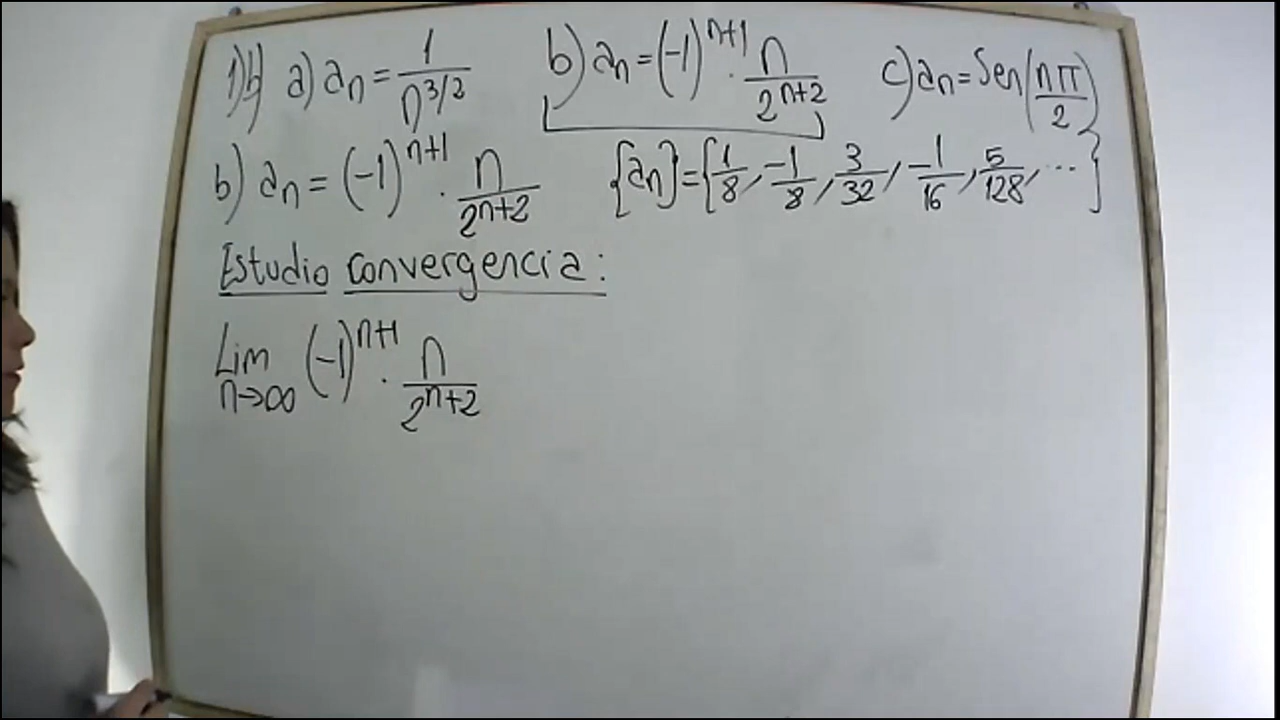 1)b) a) an = 1/n^3/2 b) an = (-1)^n+1 · n/2^n+2 c) an = Sen(nπ/2)
b) an = (-1)^n+1 · n/2^n+2 {an} = {1/8, -1/8, 3/32, -1/16, 5/128, ...}
Estudio convergencia:
Lim n→∞ (-1)^n+1 · n/2^n+2